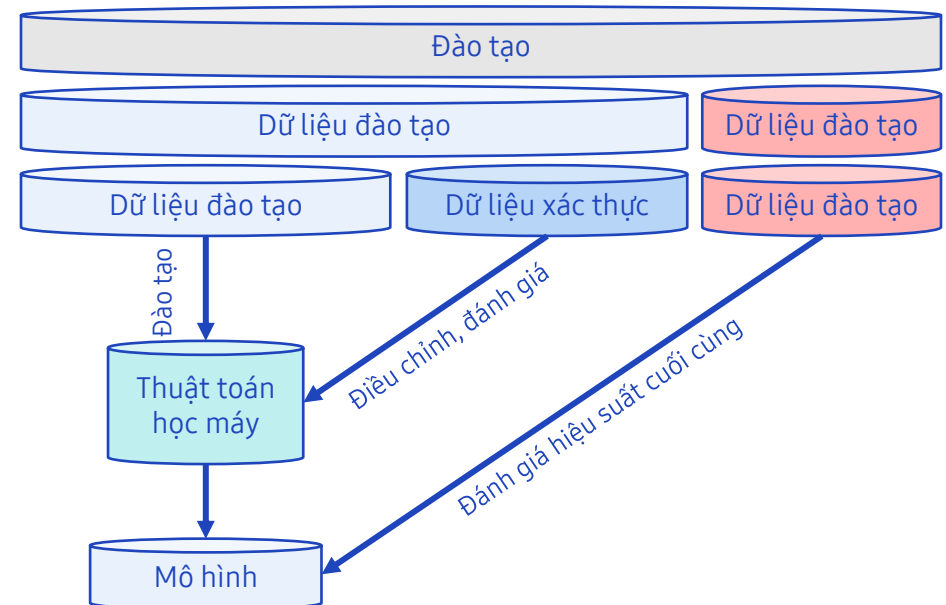 Đào tạo
Dữ liệu đào tạo
Dữ liệu đào tạo
Dữ liệu đào tạo
Dữ liệu xác thực
Dữ liệu đào tạo
Đào tạo
Điều chỉnh, đánh giá
Đánh giá hiệu suất cuối cùng
Thuật toán
học máy
Mô hình